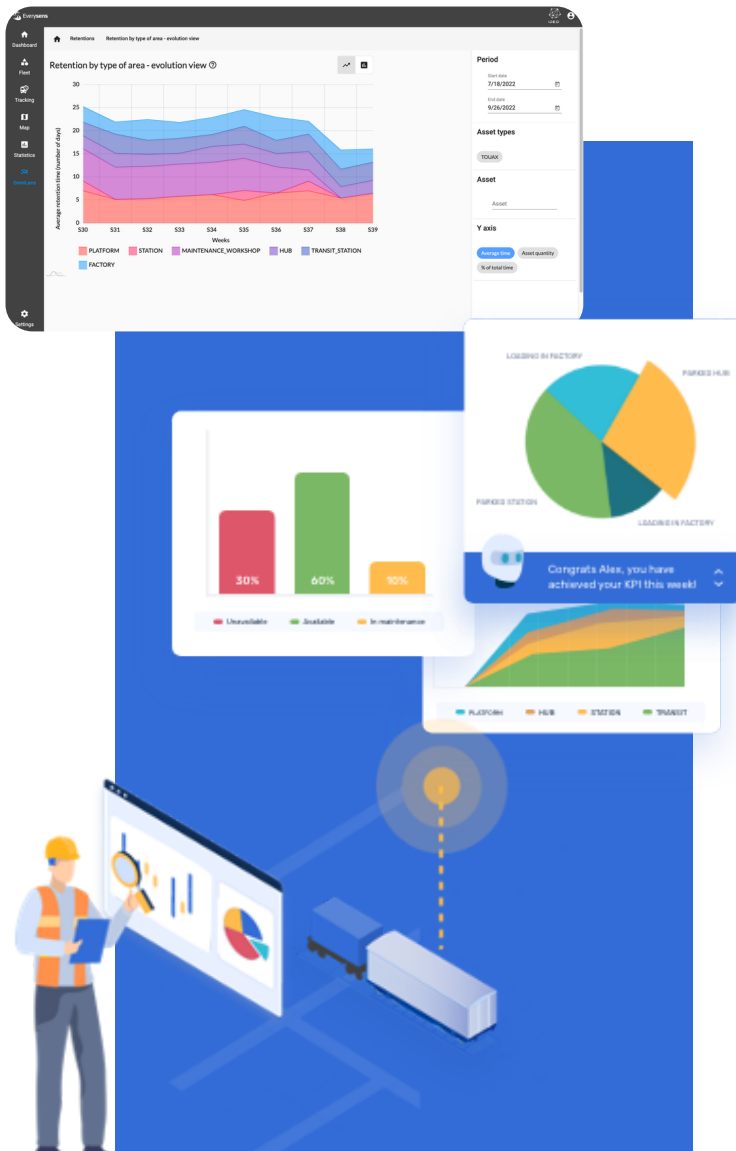 Everysens
UAEO
Dashboard
Fleet
Tracking
Map
Statistics
Settings
Retentions Retention by type of area - evolution view
Retention by type of area - evolution view
Average retention time (number of days)
30
25
20
15
10
5
0
S30 S31 S32 S33 S34 S35 S36 S37 S38 S39
Weeks
PLATFORM STATION MAINTENANCE_WORKSHOP HUB TRANSIT_STATION
FACTORY
Period
Start date
7/18/2022
End date
9/26/2022
Asset types
TOUAX
Asset
Asset
Y axis
Average time Asset quantity
% of total time
LOADING IN FACTORY
PARKED HUB
PARKED STATION
LOADING IN FACTORY
Congrats Alex, you have
achieved your KPI this week!
30% 60% 10%
Unavailable Available In maintenance
PLATFORM HUB STATION TRANSIT